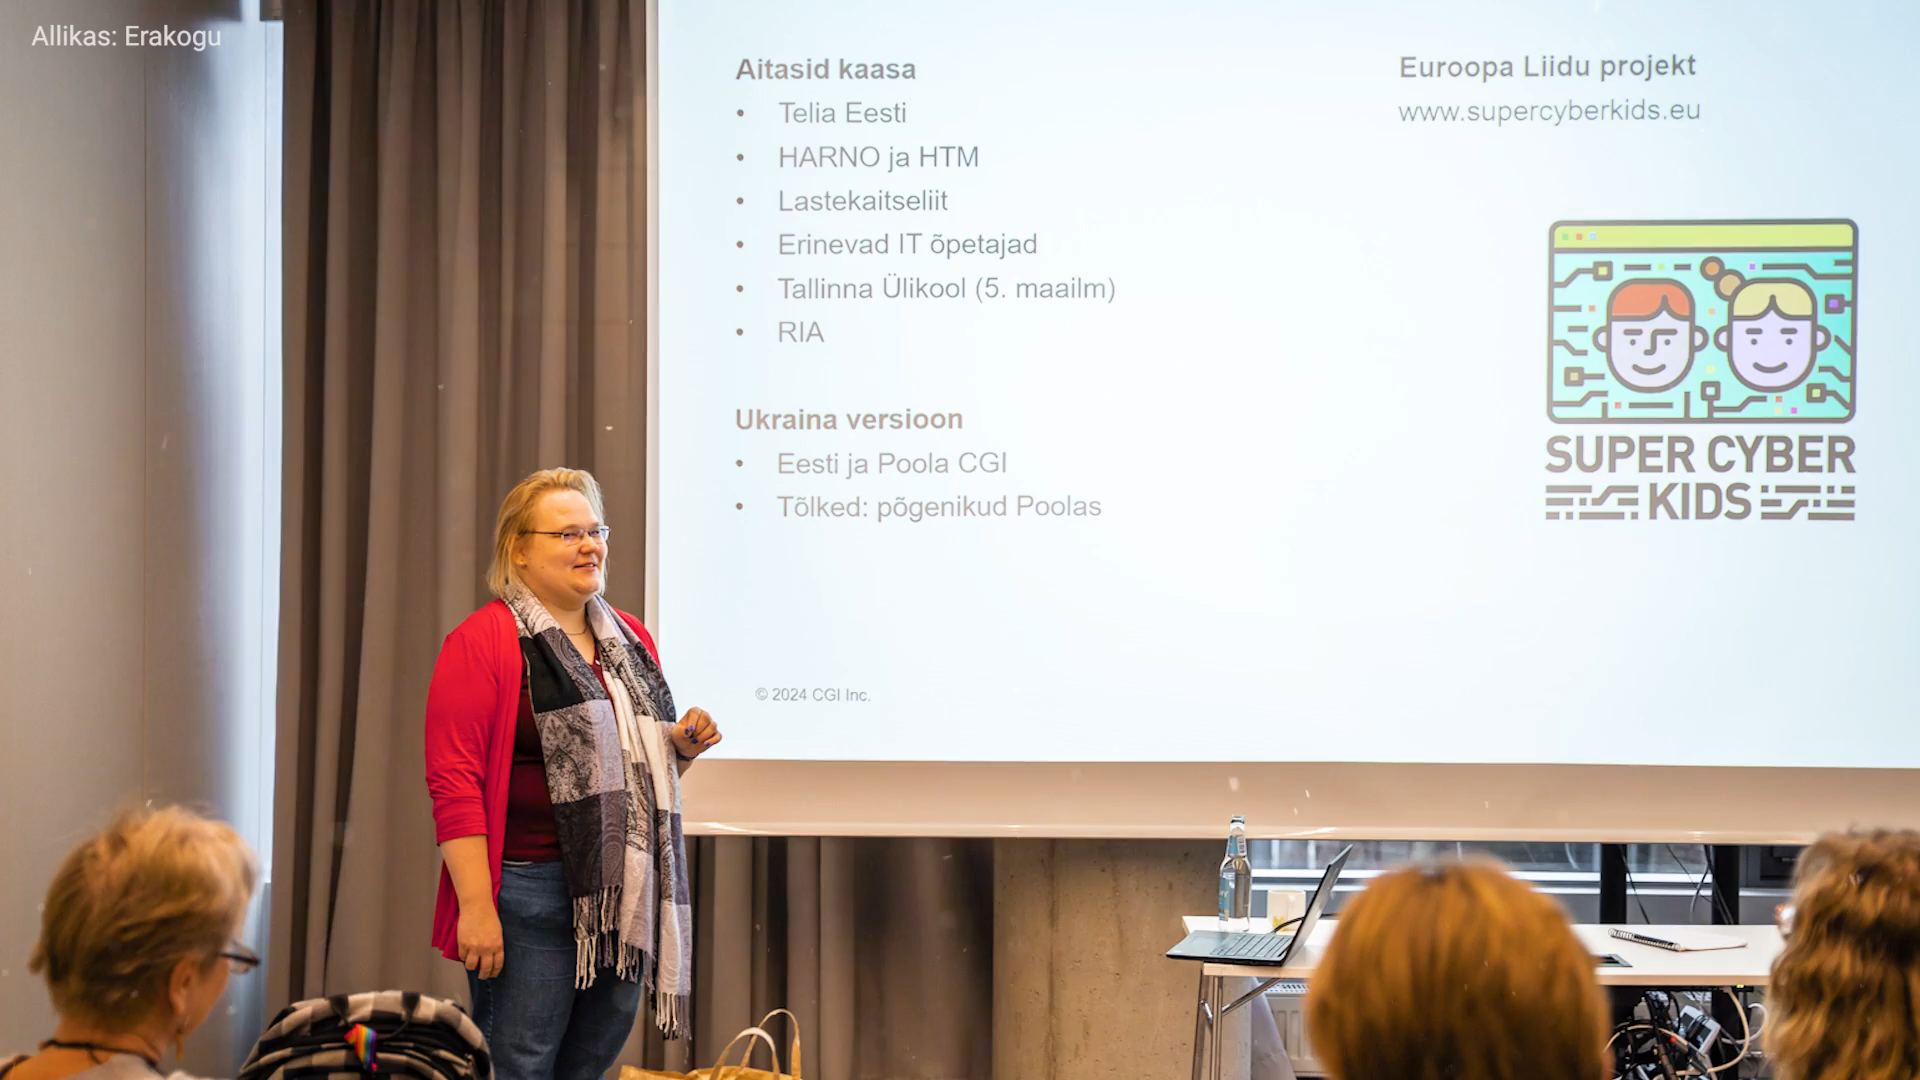 Allikas: Erakogu
Aitasid kaasa
• Telia Eesti
• HARNO ja HTM
• Lastekaitseliit
• Erinevad IT õpetajad
• Tallinna Ülikool (5. maailm)
• RIA
Ukraina versioon
• Eesti ja Poola CGI
• Tõlked: põgenikud Poolas
© 2024 CGI Inc.
Euroopa Liidu projekt
www.supercyberkids.eu
SUPER CYBER
KIDS